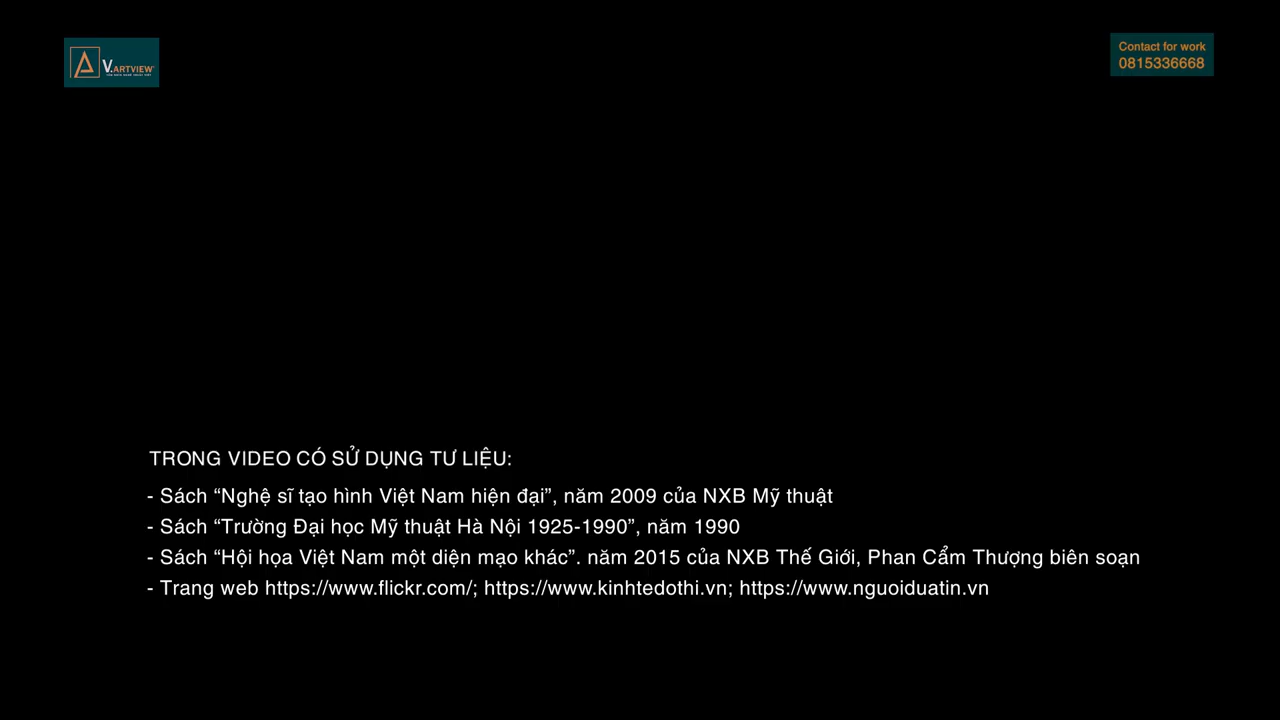 V.ARTVIEW
Contact for work
0815336668
TRONG VIDEO CÓ SỬ DỤNG TƯ LIỆU:
- Sách “Nghệ sĩ tạo hình Việt Nam hiện đại”, năm 2009 của NXB Mỹ thuật
- Sách “Trường Đại học Mỹ thuật Hà Nội 1925-1990”, năm 1990
- Sách “Hội họa Việt Nam một diện mạo khác”. năm 2015 của NXB Thế Giới, Phan Cẩm Thượng biên soạn
- Trang web https://www.flickr.com/; https://www.kinhtedothi.vn; https://www.nguoiduatin.vn